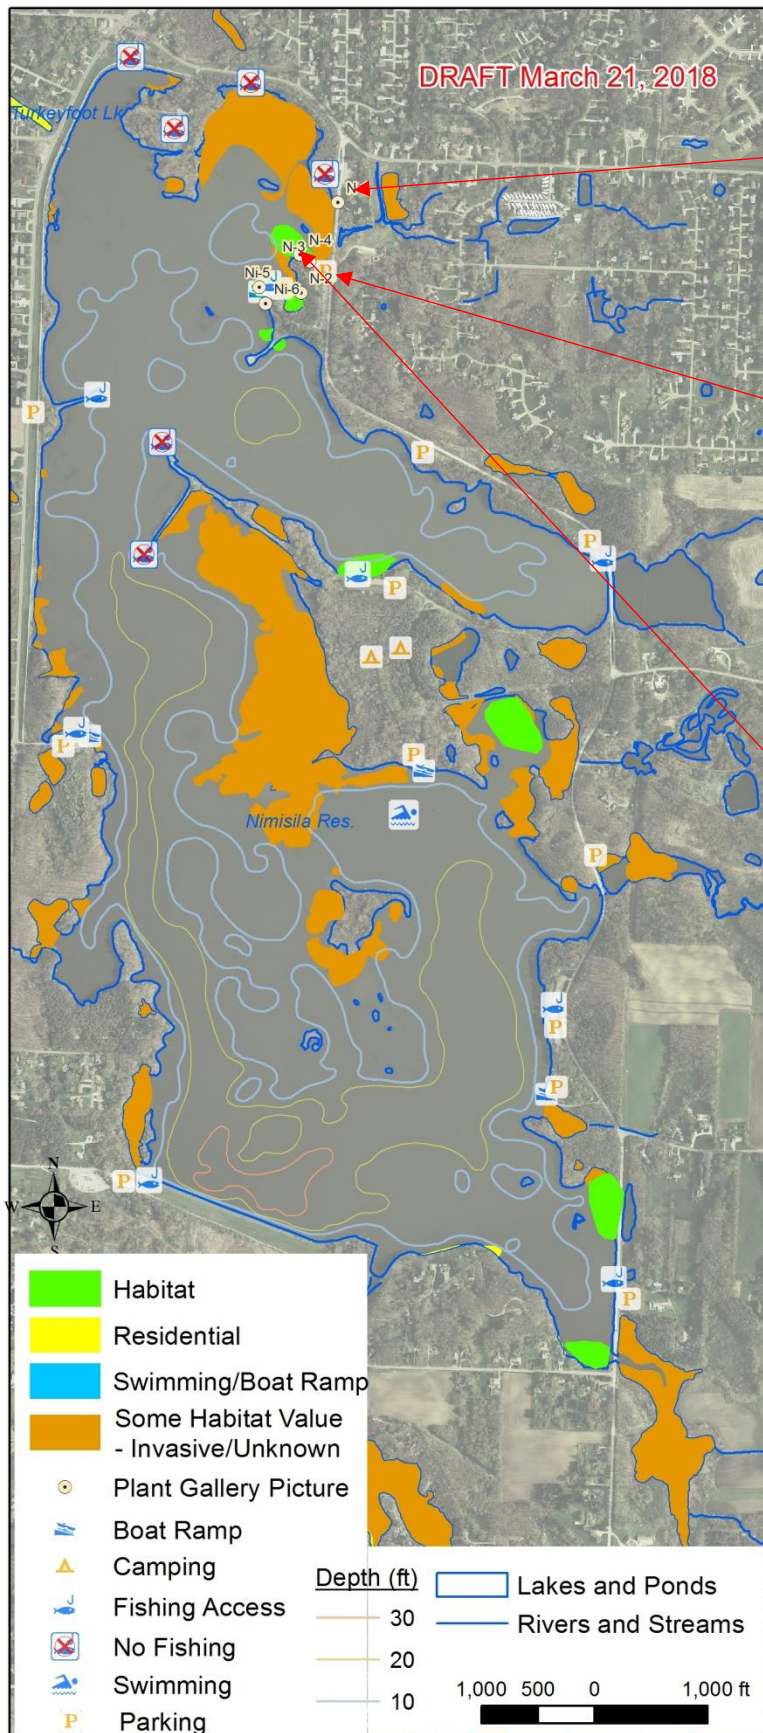 DRAFT March 21, 2018
Turkeyfoot Lk
N
N-3
N-4
Ni-5
N-2
Ni-6
P
P
P
P
P
P
P
Nimisila Res.
P
P
P
P
P
N
W
E
S
Habitat
Residential
Swimming/Boat Ramp
Some Habitat Value
- Invasive/Unknown
Plant Gallery Picture
Boat Ramp
Camping
Fishing Access
No Fishing
Swimming
P Parking
Depth (ft)
30
20
10
Lakes and Ponds
Rivers and Streams
1,000 500 0 1,000 ft